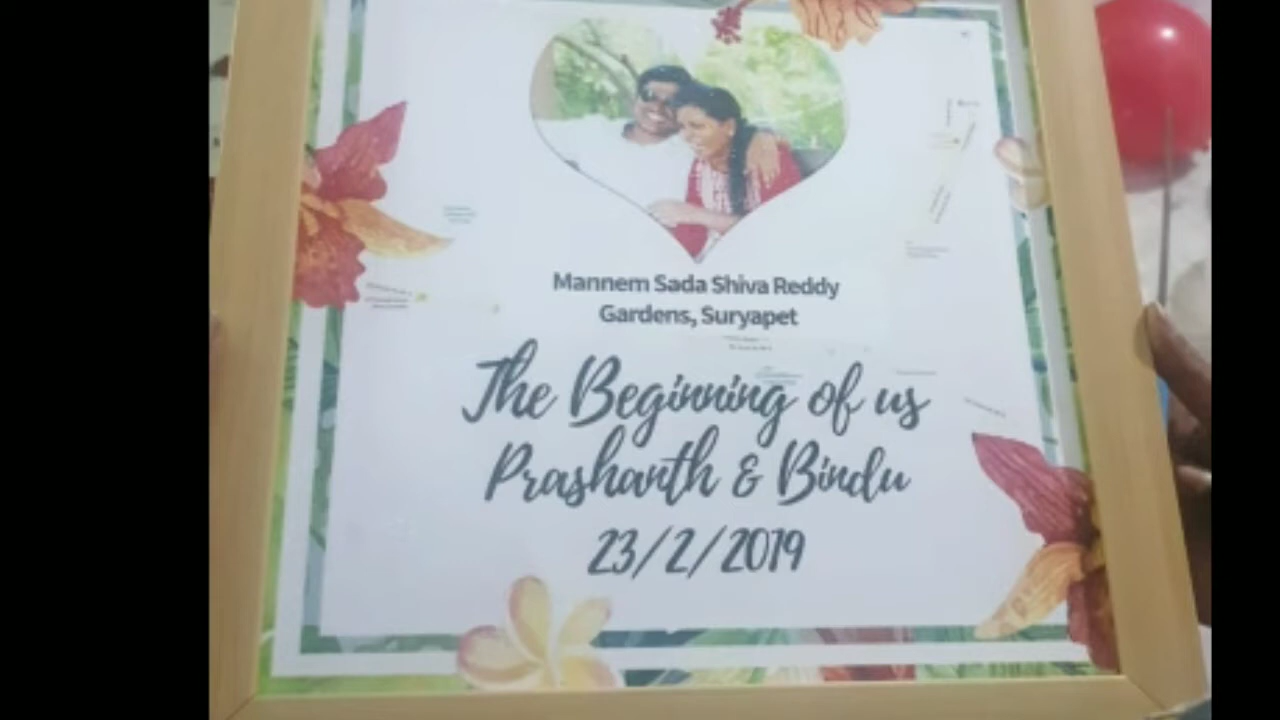 Mannem Sada Shiva Reddy
Gardens, Suryapet
The Beginning of us
Prashanth & Bindu
23/2/2019